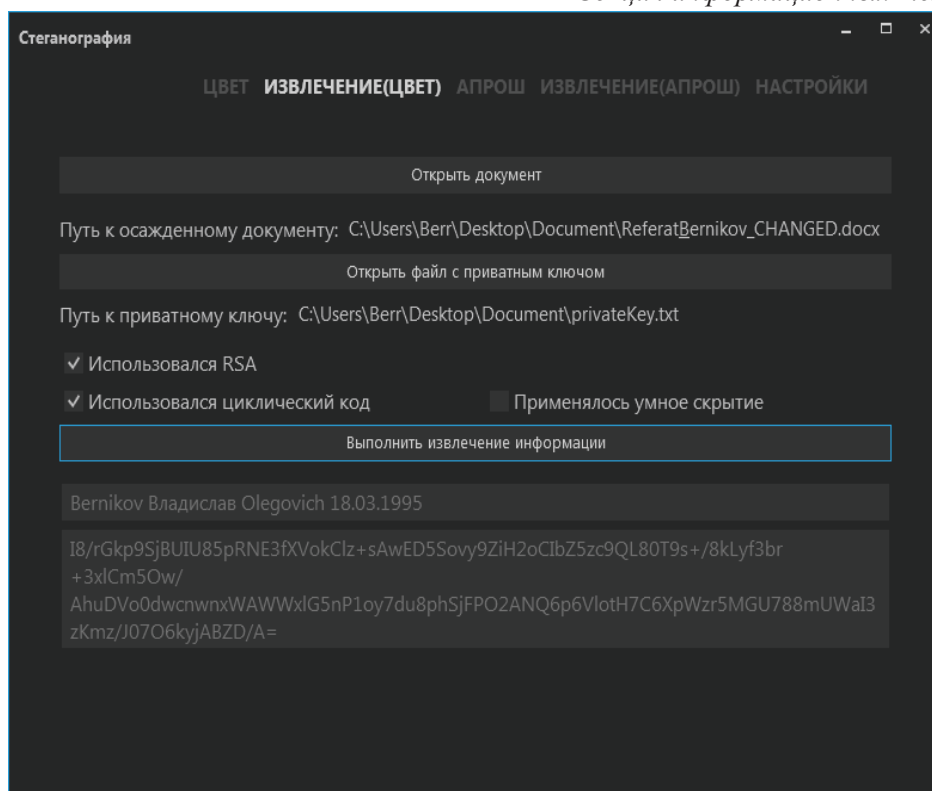 Стеганография
ЦВЕТ ИЗВЛЕЧЕНИЕ(ЦВЕТ) АПРОШ ИЗВЛЕЧЕНИЕ(АПРОШ) НАСТРОЙКИ
Открыть документ
Путь к осажденному документу: C:\Users\Berr\Desktop\Document\ReferatBernikov_CHANGED.docx
Открыть файл с приватным ключом
Путь к приватному ключу: C:\Users\Berr\Desktop\Document\privateKey.txt
Использовался RSA
Использовался циклический код Применялось умное скрытие
Выполнить извлечение информации
Bernikov Владислав Olegovich 18.03.1995
I8/rGkp9SjBUIU85pRNE3fXVokClz+sAwED5Sovy9ZiH2oCIbZ5zc9QL80T9s+/8kLyf3br
+3xlCm5Ow/
AhuDVo0dwcnwnxWAWWxlG5nP1oy7du8phSjFPO2ANQ6p6VlotH7C6XpWzr5MGU788mUWaI3
zKmz/J07O6kyjABZD/A=